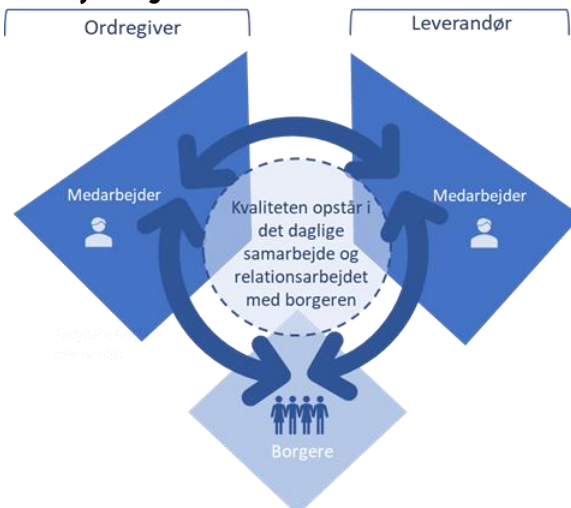 Ordregiver
Leverandør
Medarbejder
Medarbejder
Kvaliteten opstår i
det daglige
samarbejde og
relationsarbejdet
med borgeren
Borgere